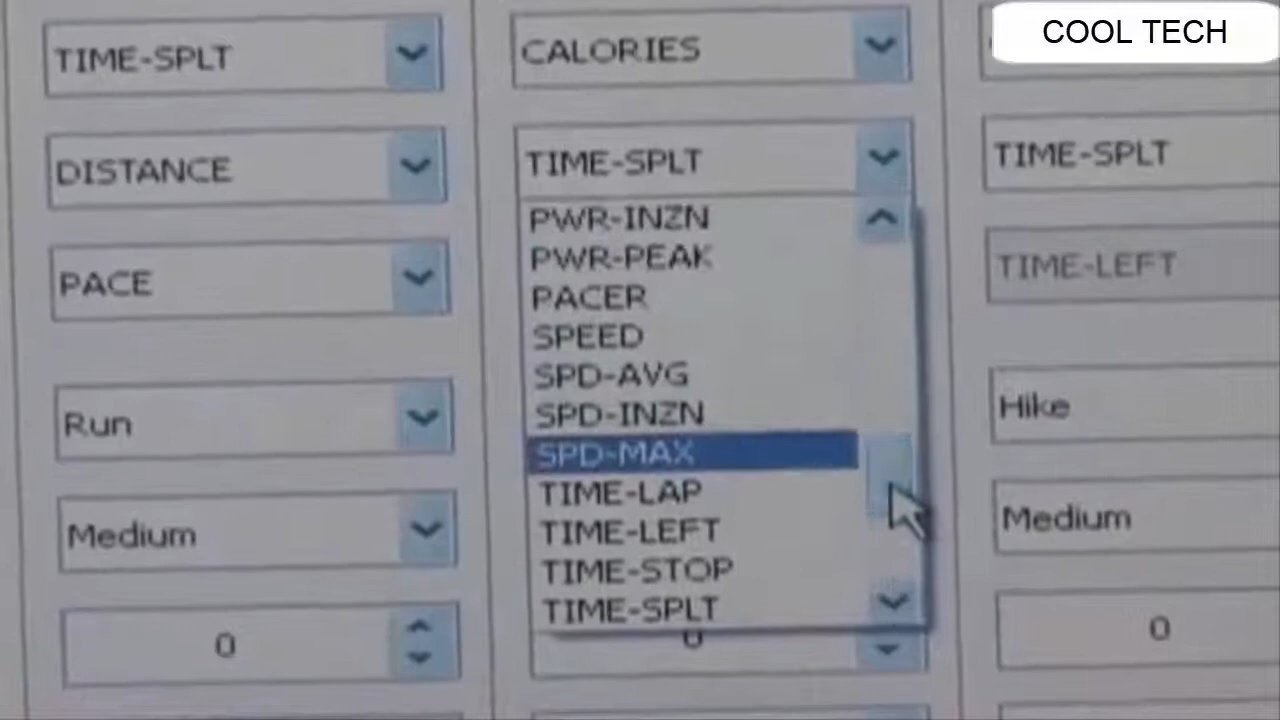 COOL TECH
TIME-SPLT
CALORIES
DISTANCE
TIME-SPLT
TIME-SPLT
PWR-INZN
PWR-PEAK
PACER
SPEED
SPD-AVG
SPD-INZN
SPD-MAX
TIME-LAP
TIME-LEFT
TIME-STOP
TIME-SPLT
PACE
TIME-LEFT
Run
Hike
Medium
Medium
0
0
0